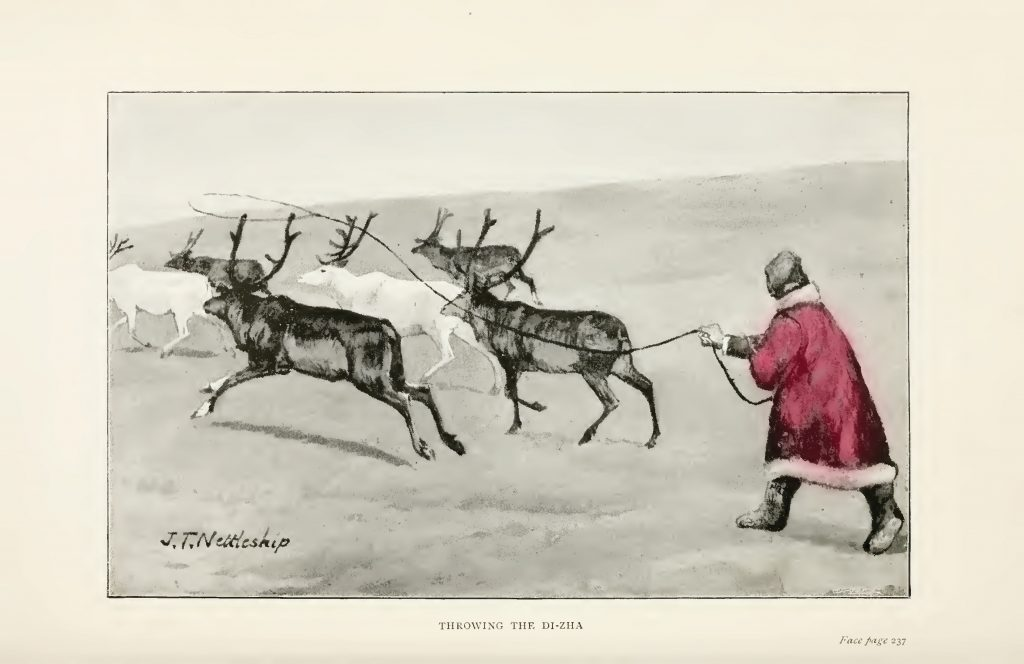 J.T. Nettleship
THROWING THE DI-ZHA
Face page 237